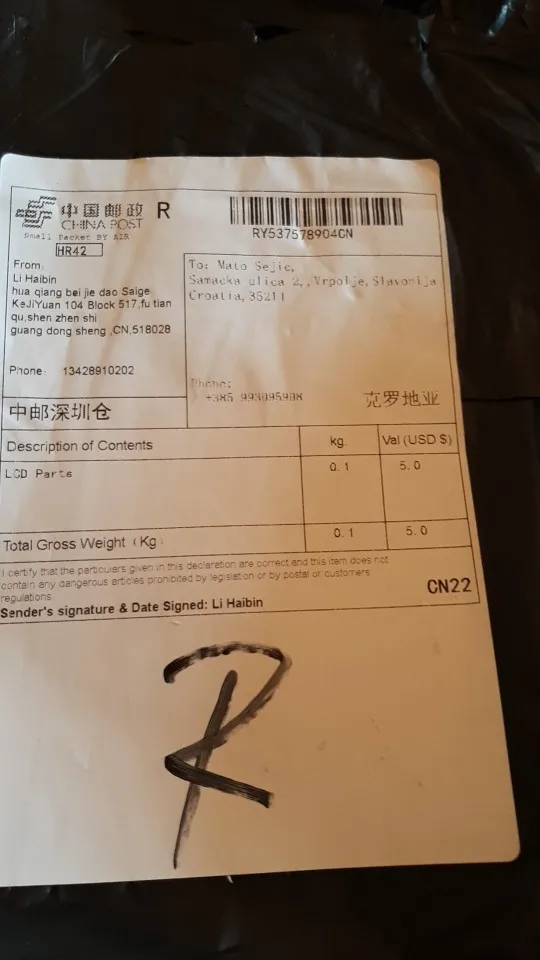 中国邮政 R
CHINA POST
Small Packet BY AIR
HR42
RY537578904CN
From:
Li Haibin
hua qiang bei jie dao Saige
KeJiYuan 104 Block 517,fu tian
qu,shen zhen shi
guang dong sheng ,CN,518028
Phone: 13428910202
中邮深圳仓
To: Mato Sejic,
Samacka ulica 2,,Vrpolje,Slavonija
Croatia,35211
Phone:
+385 993095908
克罗地亚
Description of Contents kg. Val (USD $)
LCD Parts 0.1 5.0
Total Gross Weight (Kg) 0.1 5.0
I certify that the particulars given in this declaration are correct and this item does not
contain any dangerous articles prohibited by legislation or by postal or customers
regulations
Sender's signature & Date Signed: Li Haibin
CN22
R